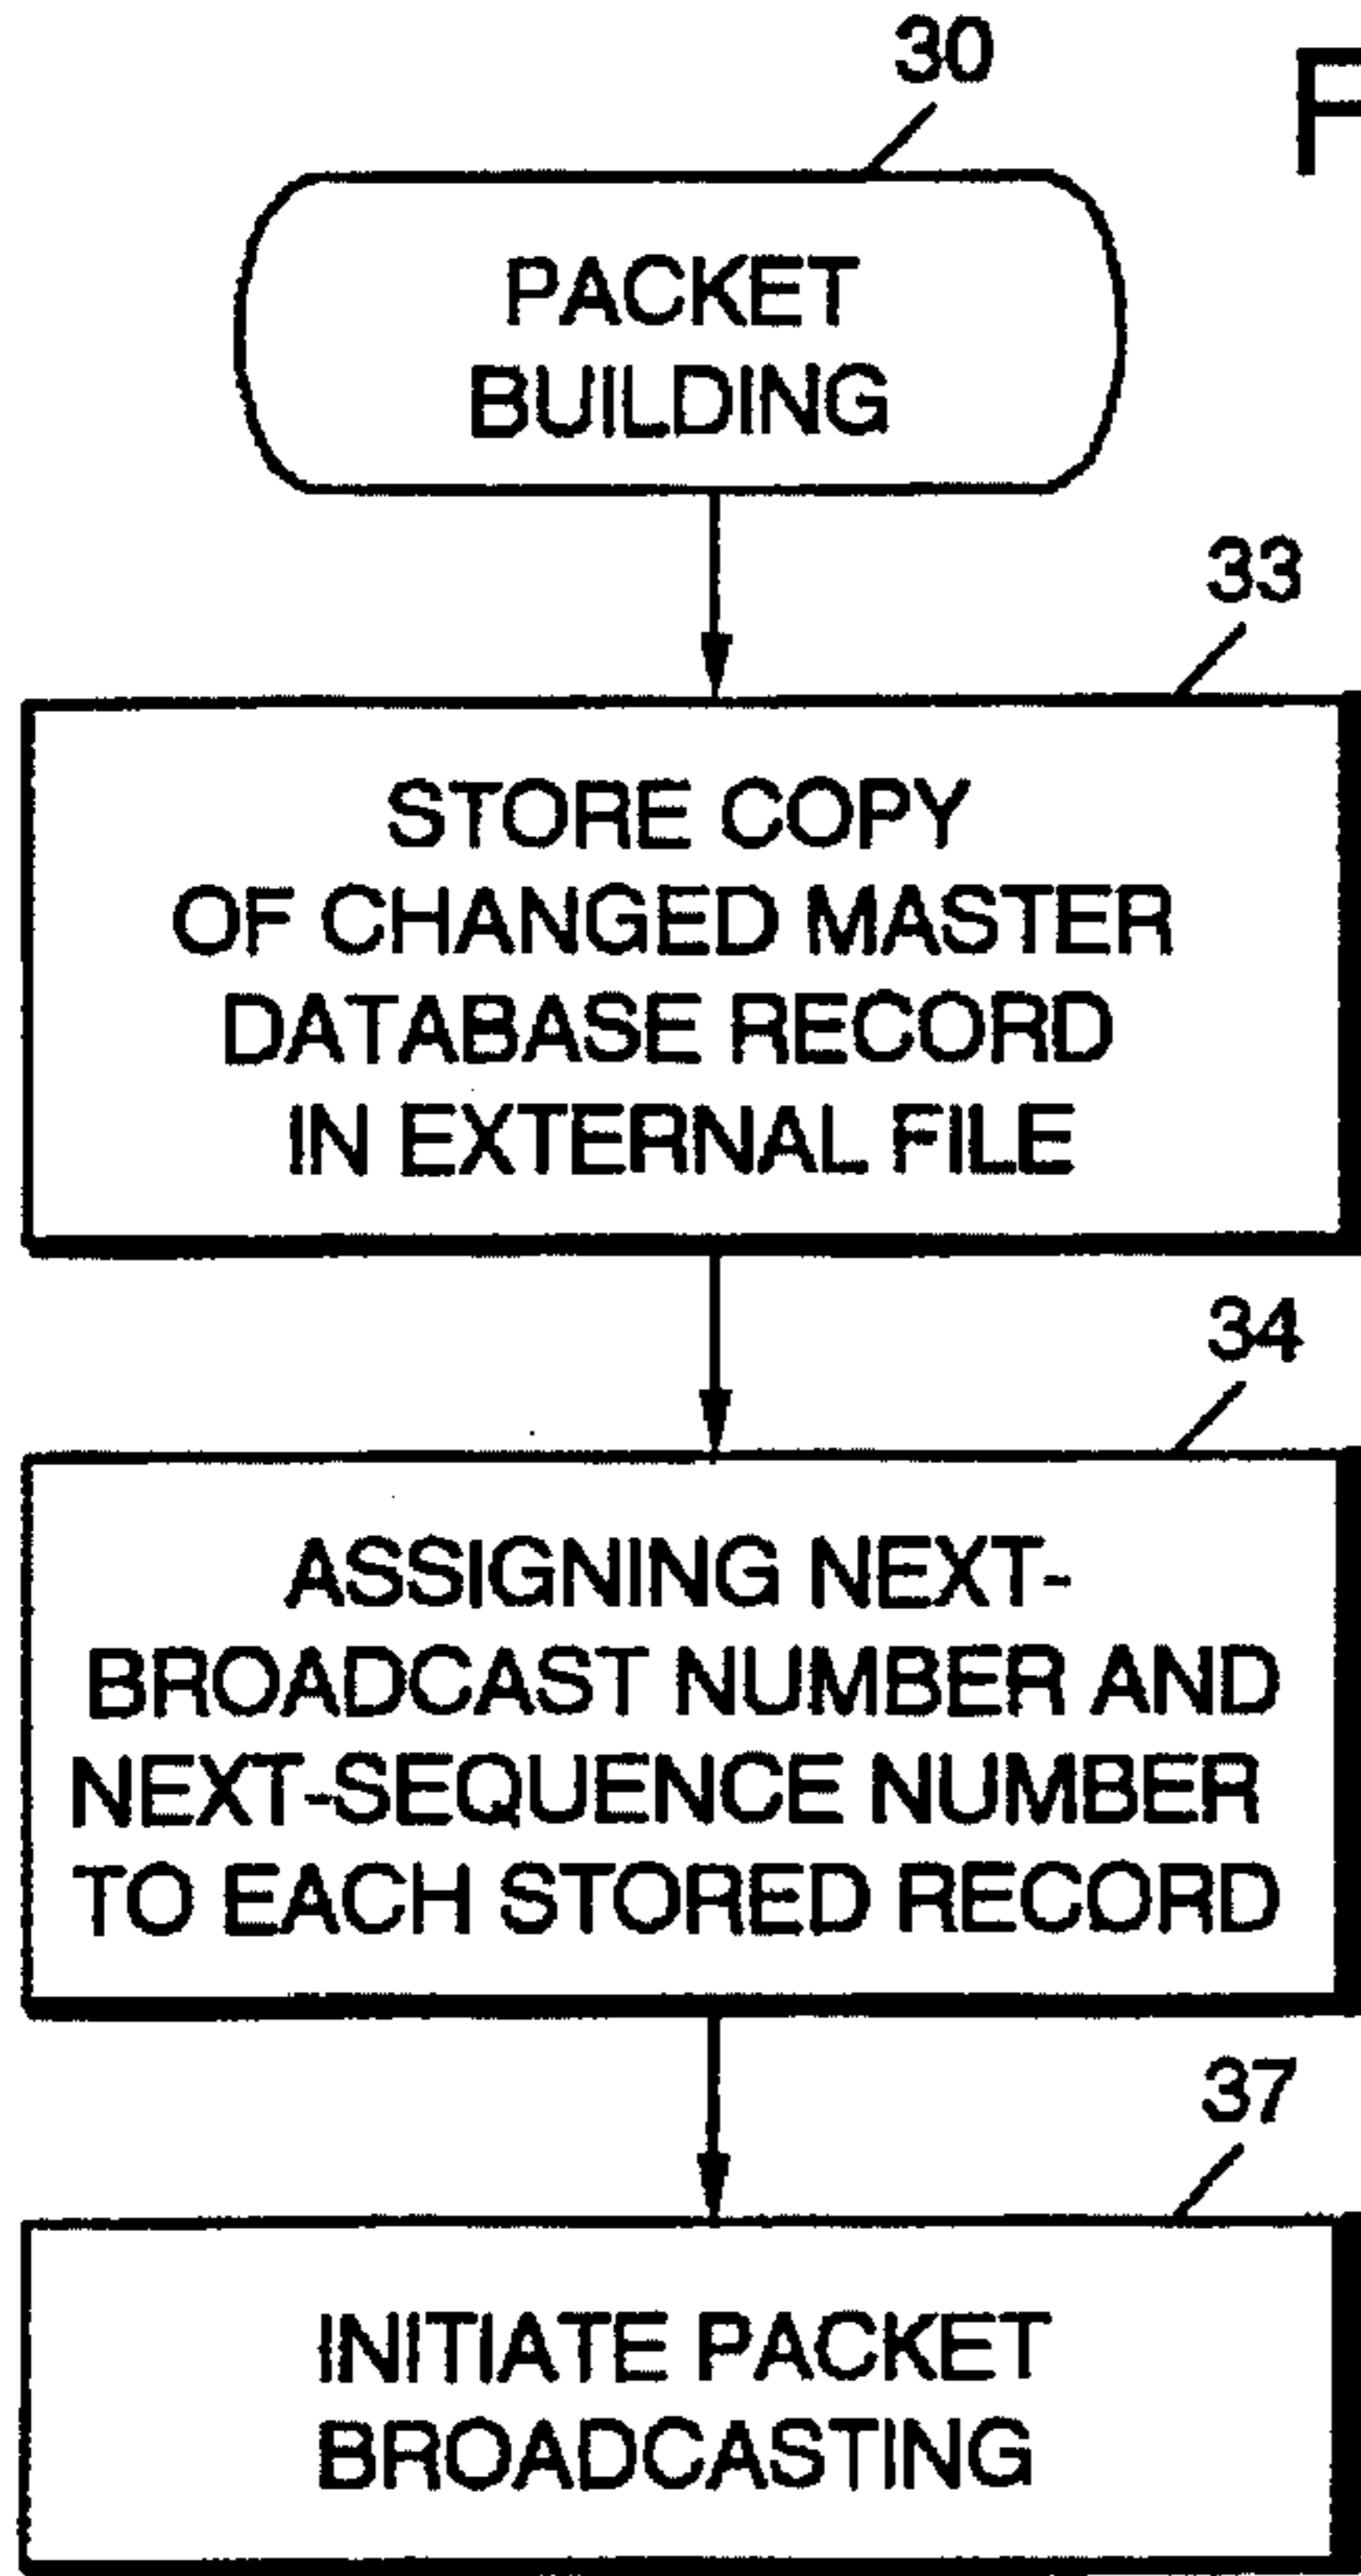 30
F
PACKET
BUILDING
33
STORE COPY
OF CHANGED MASTER
DATABASE RECORD
IN EXTERNAL FILE
34
ASSIGNING NEXT-
BROADCAST NUMBER AND
NEXT-SEQUENCE NUMBER
TO EACH STORED RECORD
37
INITIATE PACKET
BROADCASTING